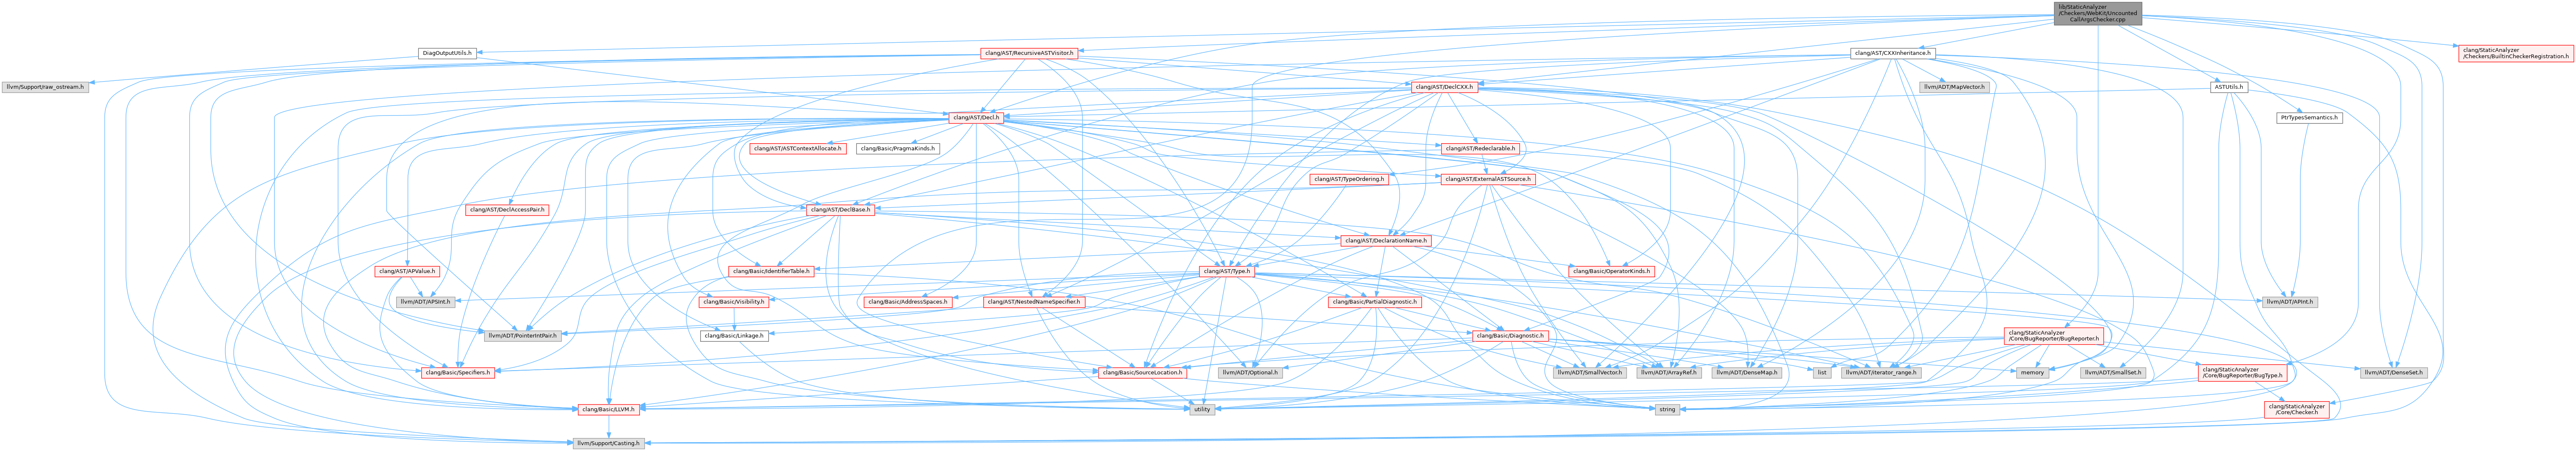 lib/StaticAnalyzer
/Checkers/WebKit/Uncounted
CallArgsChecker.cpp
DiagOutputUtils.h
clang/AST/RecursiveASTVisitor.h
clang/AST/CXXInheritance.h
clang/StaticAnalyzer
/Checkers/BuiltinCheckerRegistration.h
llvm/Support/raw_ostream.h
clang/AST/DeclCXX.h
llvm/ADT/MapVector.h
ASTUtils.h
clang/AST/Decl.h
PtrTypesSemantics.h
clang/AST/ASTContextAllocate.h
clang/Basic/PragmaKinds.h
clang/AST/Redeclarable.h
clang/AST/TypeOrdering.h
clang/AST/ExternalASTSource.h
clang/AST/DeclAccessPair.h
clang/AST/DeclBase.h
clang/AST/DeclarationName.h
clang/AST/APValue.h
clang/Basic/IdentifierTable.h
clang/AST/Type.h
clang/Basic/OperatorKinds.h
llvm/ADT/APSInt.h
clang/Basic/Visibility.h
clang/Basic/AddressSpaces.h
clang/AST/NestedNameSpecifier.h
clang/Basic/PartialDiagnostic.h
llvm/ADT/APInt.h
llvm/ADT/PointerIntPair.h
clang/Basic/Linkage.h
clang/Basic/Diagnostic.h
clang/StaticAnalyzer
/Core/BugReporter/BugReporter.h
clang/Basic/Specifiers.h
clang/Basic/SourceLocation.h
llvm/ADT/Optional.h
llvm/ADT/SmallVector.h
llvm/ADT/ArrayRef.h
llvm/ADT/DenseMap.h
list
llvm/ADT/iterator_range.h
memory
llvm/ADT/SmallSet.h
clang/StaticAnalyzer
/Core/BugReporter/BugType.h
llvm/ADT/DenseSet.h
clang/Basic/LLVM.h
utility
string
clang/StaticAnalyzer
/Core/Checker.h
llvm/Support/Casting.h